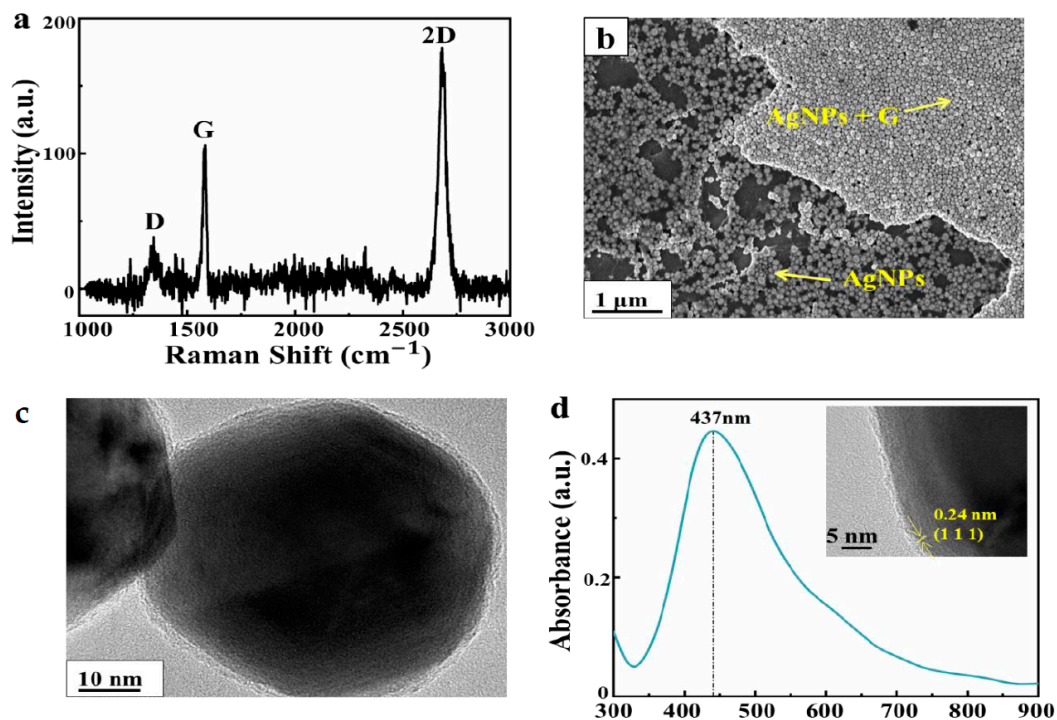 a
200
2D
G
100
D
0
Intensity (a.u.)
1000 1500 2000 2500 3000
Raman Shift (cm⁻¹)
b
AgNPs + G
AgNPs
1 μm
c
10 nm
d
437nm
0.4
0.24 nm
(1 1 1)
5 nm
0.2
Absorbance (a.u.)
0
300 400 500 600 700 800 900